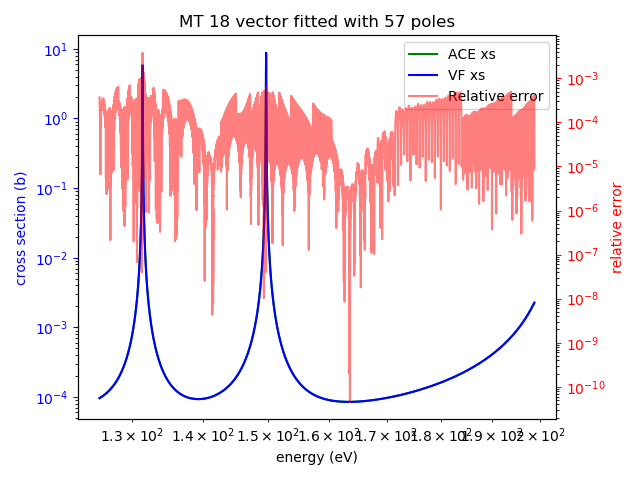 MT 18 vector fitted with 57 poles
ACE xs
VF xs
Relative error
cross section (b)
10¹
10⁰
10⁻¹
10⁻²
10⁻³
10⁻⁴
10⁻³
10⁻⁴
10⁻⁵
10⁻⁶
10⁻⁷
10⁻⁸
10⁻⁹
10⁻¹⁰
relative error
1.3 × 10² 1.4 × 10² 1.5 × 10² 1.6 × 10² 1.7 × 10² 1.8 × 10² 1.9 × 10² 2 × 10²
energy (eV)